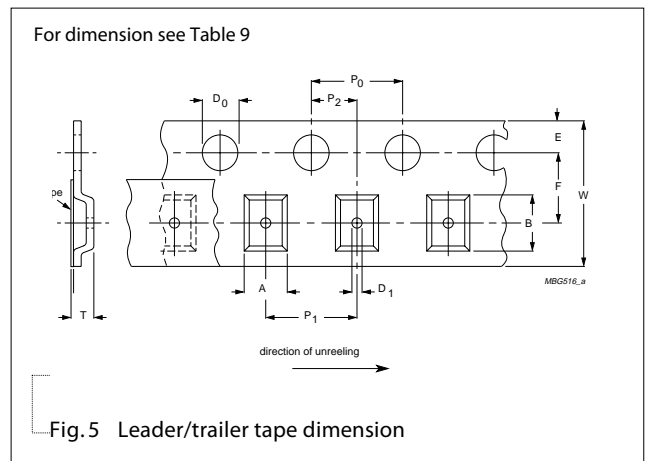 For dimension see Table 9
P0
P2
D0
E
F
W
B
A
D1
P1
T
MBG516_a
direction of unreeling
Fig.5 Leader/trailer tape dimension